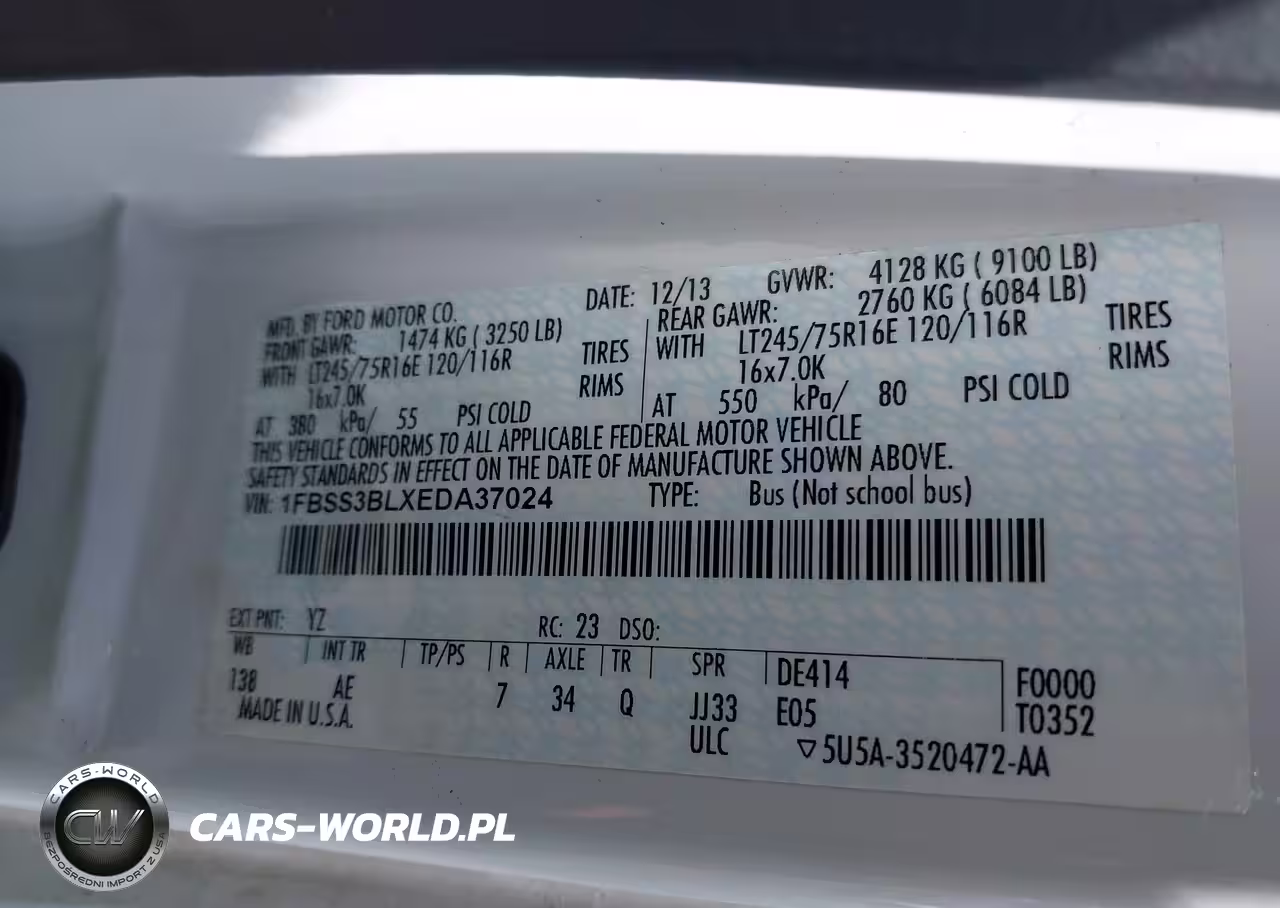 MFD. BY FORD MOTOR CO. DATE: 12/13 GVWR: 4128 KG ( 9100 LB)
FRONT GAWR: 1474 KG ( 3250 LB) REAR GAWR: 2760 KG ( 6084 LB)
WITH LT245/75R16E 120/116R TIRES WITH LT245/75R16E 120/116R TIRES
16x7.0K RIMS 16x7.0K RIMS
AT 380 kPa/ 55 PSI COLD AT 550 kPa/ 80 PSI COLD
THIS VEHICLE CONFORMS TO ALL APPLICABLE FEDERAL MOTOR VEHICLE
SAFETY STANDARDS IN EFFECT ON THE DATE OF MANUFACTURE SHOWN ABOVE.
VIN: 1FBSS3BLXEDA37024 TYPE: Bus (Not school bus)
EXT PNT: YZ RC: 23 DSO:
WB INT TR TP/PS R AXLE TR SPR DE414 F0000
138 AE 7 34 Q JJ33 E05 T0352
MADE IN U.S.A. ULC ▽5U5A-3520472-AA
CARS-WORLD
CW
BEZPOŚREDNI IMPORT Z USA
CARS-WORLD.PL